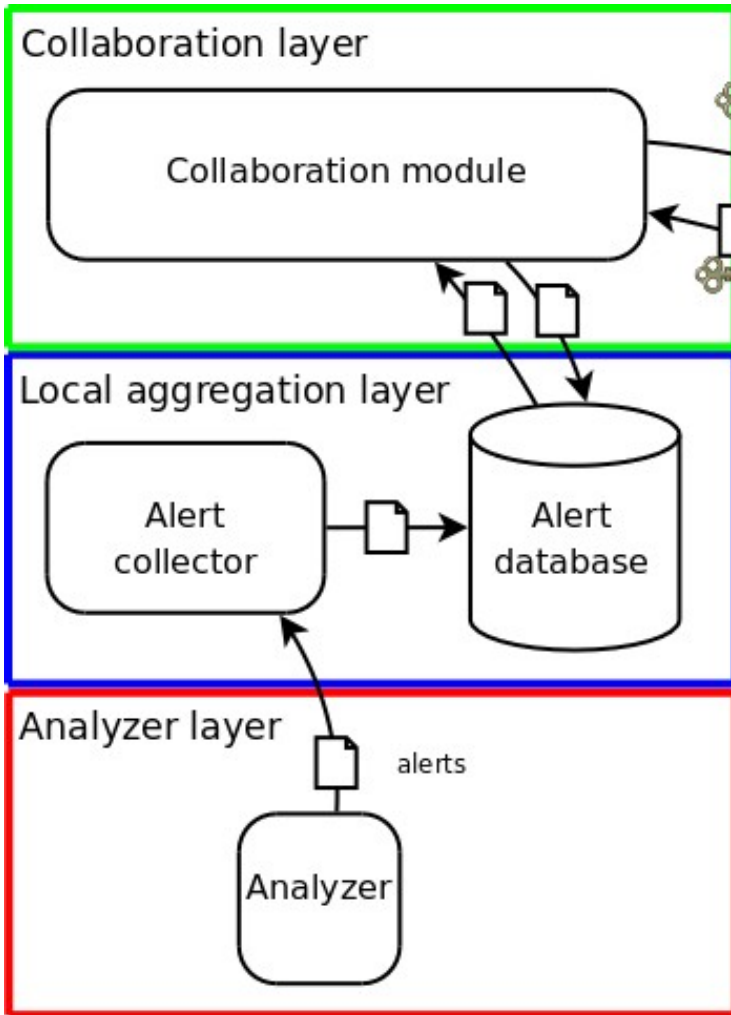 Collaboration layer
Collaboration module
Local aggregation layer
Alert
collector
Alert
database
Analyzer layer
alerts
Analyzer